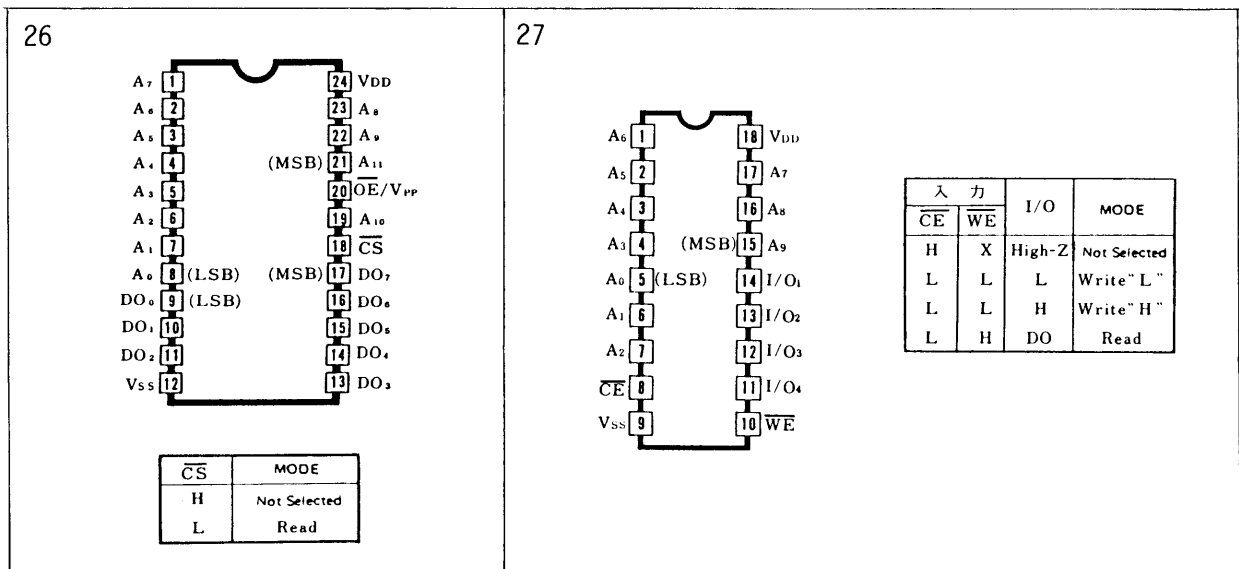 26
A7 1 24 VDD
A6 2 23 A8
A5 3 22 A9
A4 4 (MSB) 21 A11
A3 5 20 OE/VPP
A2 6 19 A10
A1 7 18 CS
A0 8 (LSB) (MSB) 17 DO7
DO0 9 (LSB) 16 DO6
DO1 10 15 DO5
DO2 11 14 DO4
VSS 12 13 DO3
CS MODE
H Not Selected
L Read
27
A6 1 18 VDD
A5 2 17 A7
A4 3 16 A8
A3 4 (MSB) 15 A9
A0 5 (LSB) 14 I/O1
A1 6 13 I/O2
A2 7 12 I/O3
CE 8 11 I/O4
VSS 9 10 WE
入 力 I/O MODE
CE WE
H X High-Z Not Selected
L L L Write"L"
L L H Write"H"
L H DO Read